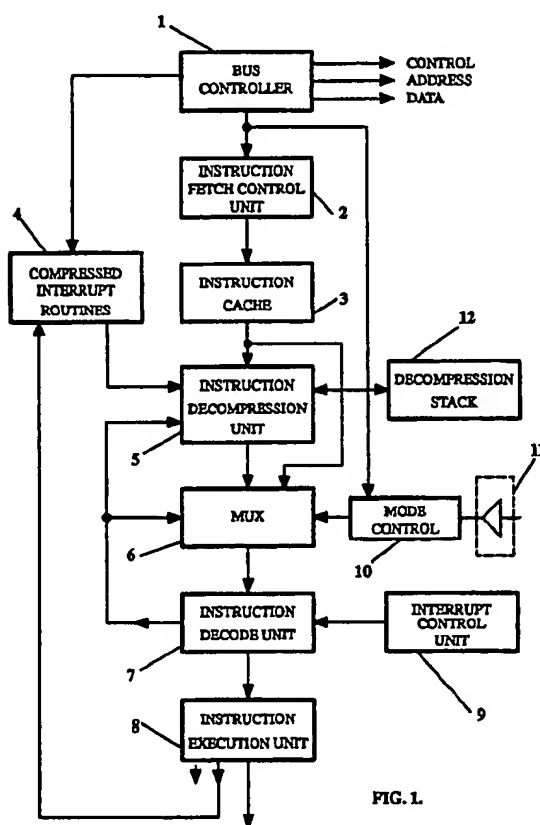 1
BUS
CONTROLLER
CONTROL
ADDRESS
DATA
INSTRUCTION
FETCH CONTROL
UNIT
2
4
COMPRESSED
INTERRUPT
ROUTINES
INSTRUCTION
CACHE
3
12
INSTRUCTION
DECOMPRESSION
UNIT
5
DECOMPRESSION
STACK
11
MUX
6
MODE
CONTROL
10
INSTRUCTION
DECODE UNIT
7
INTERRUPT
CONTROL
UNIT
9
8
INSTRUCTION
EXECUTION UNIT
FIG. 1.